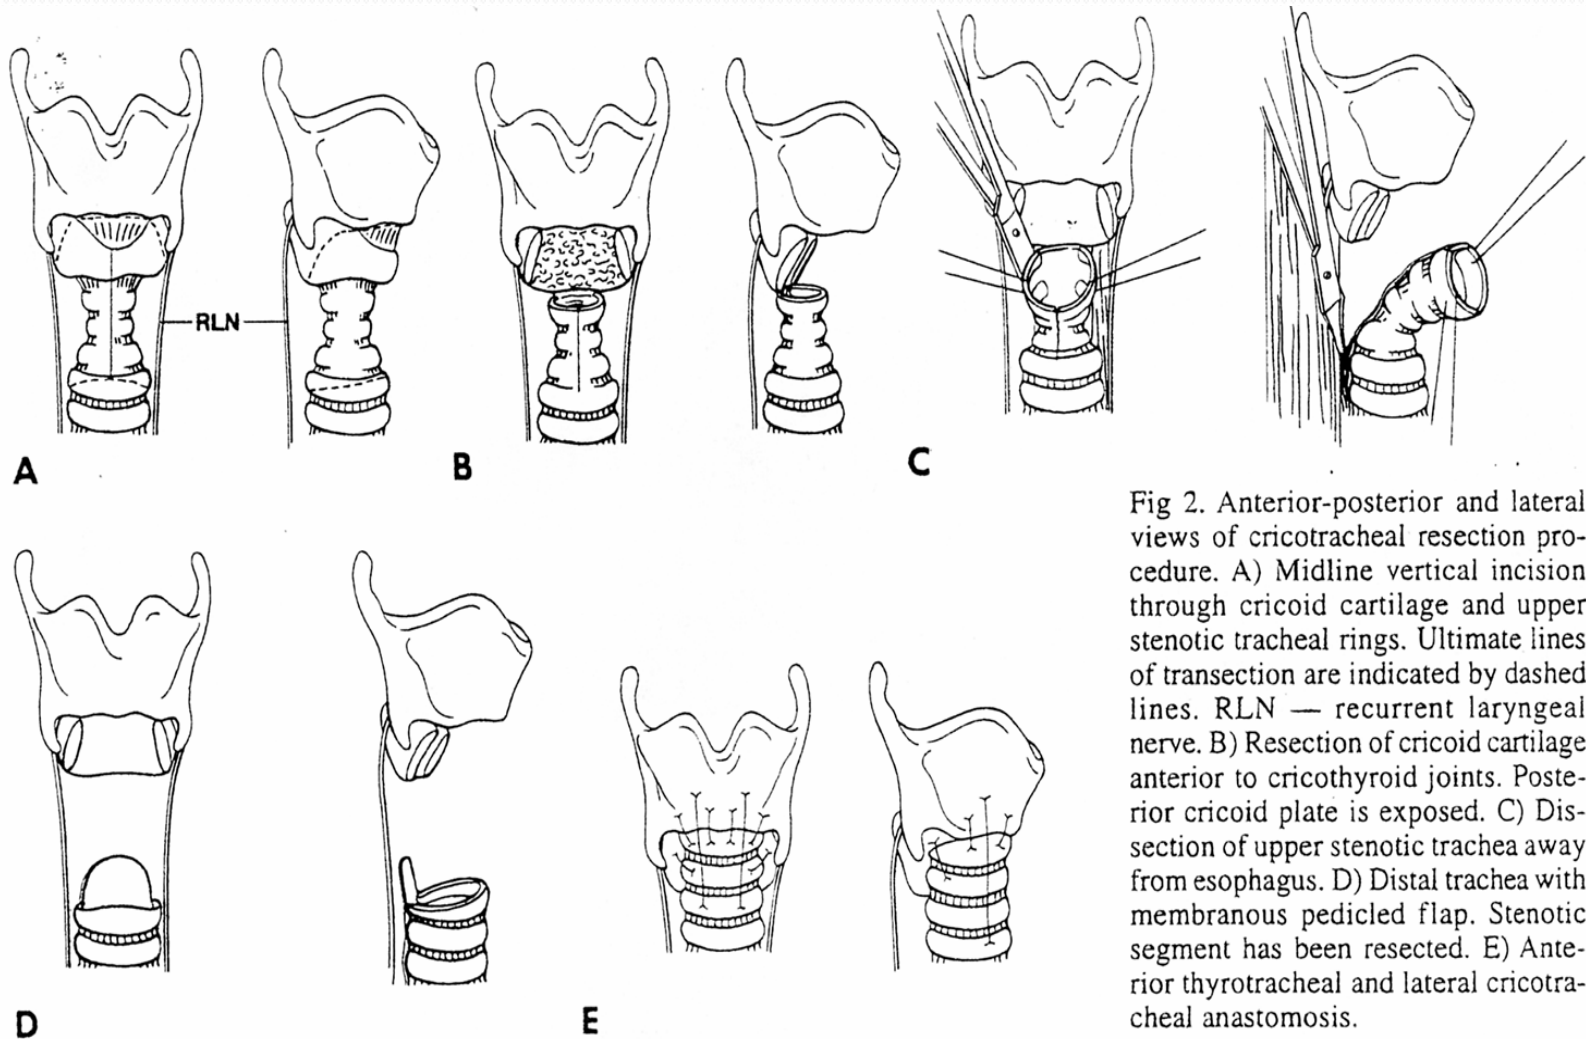 RLN
A
B
C
D
E
Fig 2. Anterior-posterior and lateral
views of cricotracheal resection pro-
cedure. A) Midline vertical incision
through cricoid cartilage and upper
stenotic tracheal rings. Ultimate lines
of transection are indicated by dashed
lines. RLN — recurrent laryngeal
nerve. B) Resection of cricoid cartilage
anterior to cricothyroid joints. Poste-
rior cricoid plate is exposed. C) Dis-
section of upper stenotic trachea away
from esophagus. D) Distal trachea with
membranous pedicled flap. Stenotic
segment has been resected. E) Ante-
rior thyrotracheal and lateral cricotra-
cheal anastomosis.